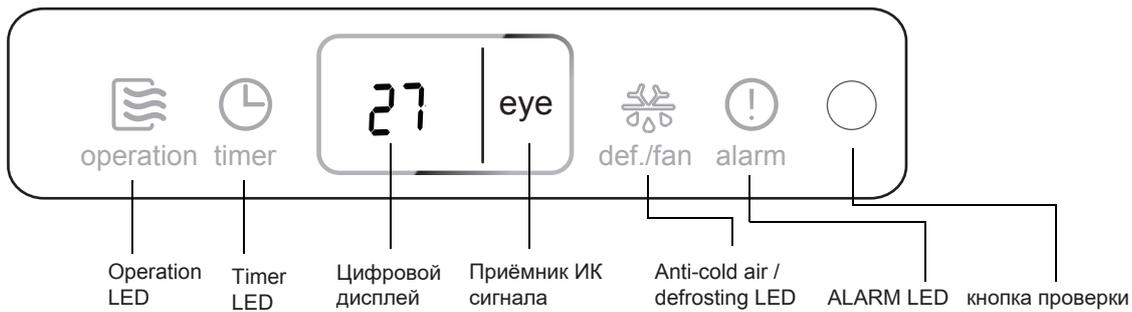 27
eye
operation timer def./fan alarm
Operation
LED
Timer
LED
Цифровой
дисплей
Приёмник ИК
сигнала
Anti-cold air /
defrosting LED
ALARM LED
кнопка проверки